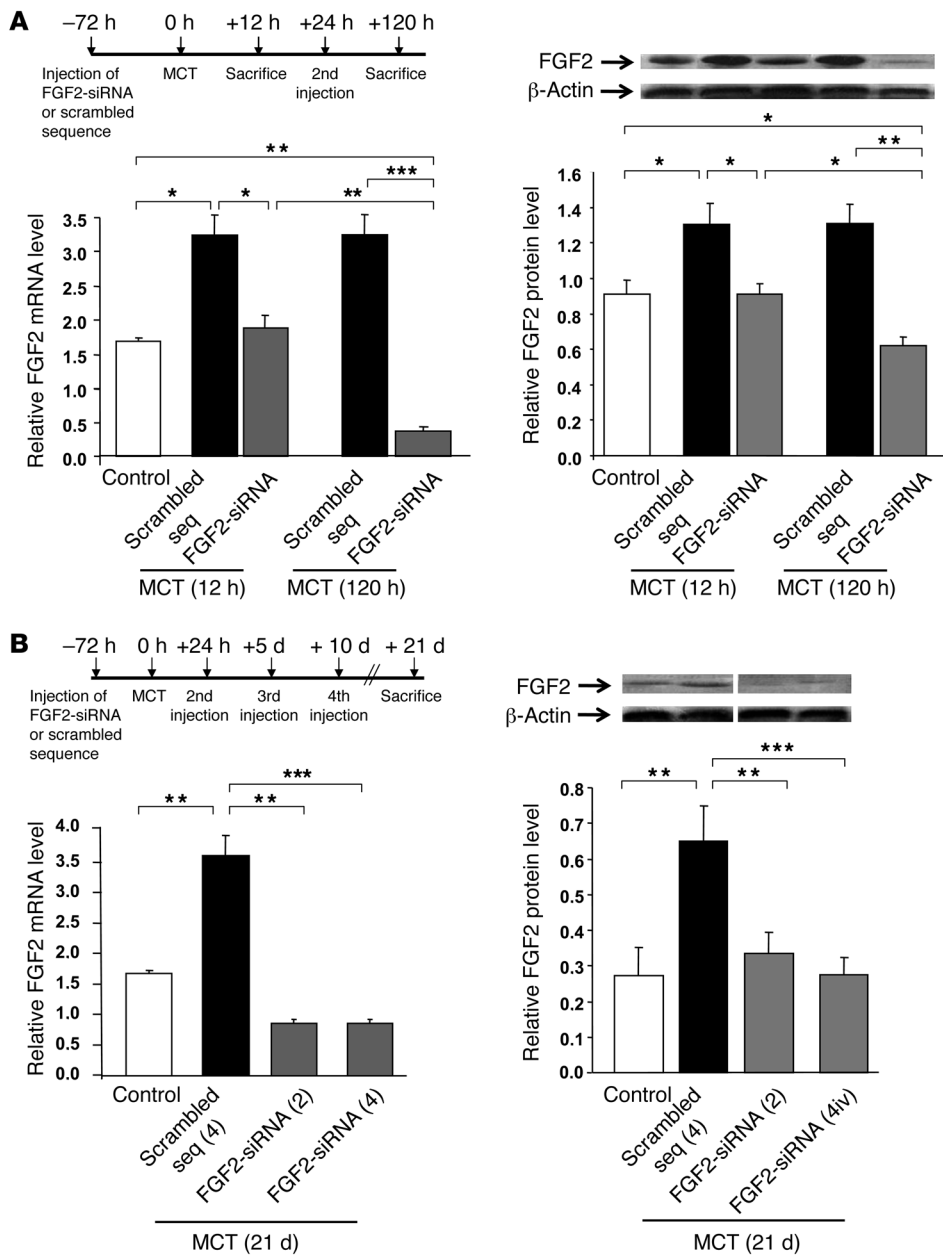 A
−72 h 0 h +12 h +24 h +120 h
Injection of FGF2-siRNA or scrambled sequence
MCT
Sacrifice
2nd injection
Sacrifice
FGF2
β-Actin
**
***
*
*
**
Relative FGF2 mRNA level
3.5
3.0
2.5
2.0
1.5
1.0
0.5
0.0
Control
Scrambled seq
FGF2-siRNA
Scrambled seq
FGF2-siRNA
MCT (12 h)
MCT (120 h)
*
**
*
*
*
Relative FGF2 protein level
1.6
1.4
1.2
1.0
0.8
0.6
0.4
0.2
0.0
Control
Scrambled seq
FGF2-siRNA
Scrambled seq
FGF2-siRNA
MCT (12 h)
MCT (120 h)
B
−72 h 0 h +24 h +5 d + 10 d + 21 d
Injection of FGF2-siRNA or scrambled sequence
MCT
2nd injection
3rd injection
4th injection
Sacrifice
FGF2
β-Actin
***
**
**
Relative FGF2 mRNA level
4.0
3.5
3.0
2.5
2.0
1.5
1.0
0.5
0.0
Control
Scrambled seq (4)
FGF2-siRNA (2)
FGF2-siRNA (4)
MCT (21 d)
***
**
**
Relative FGF2 protein level
0.8
0.7
0.6
0.5
0.4
0.3
0.2
0.1
0.0
Control
Scrambled seq (4)
FGF2-siRNA (2)
FGF2-siRNA (4iv)
MCT (21 d)